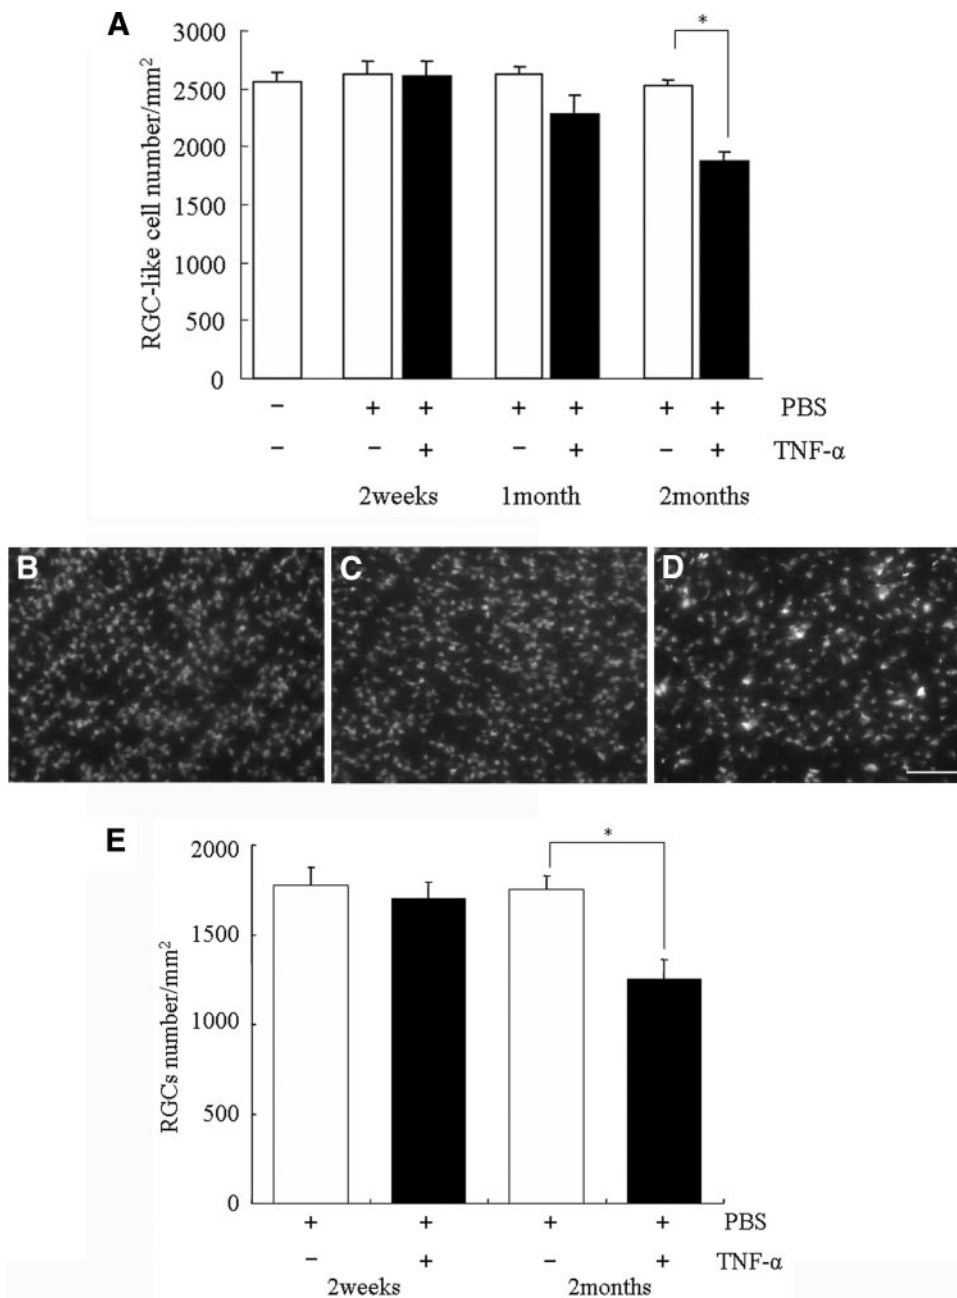 A
3000
2500
2000
1500
1000
500
0
RGC-like cell number/mm2
*
− + + + + + + PBS
− − + − + − + TNF-α
2weeks 1month 2months
B C D
E
2000
1500
1000
500
0
RGCs number/mm2
*
+ + + + PBS
− + − + TNF-α
2weeks 2months